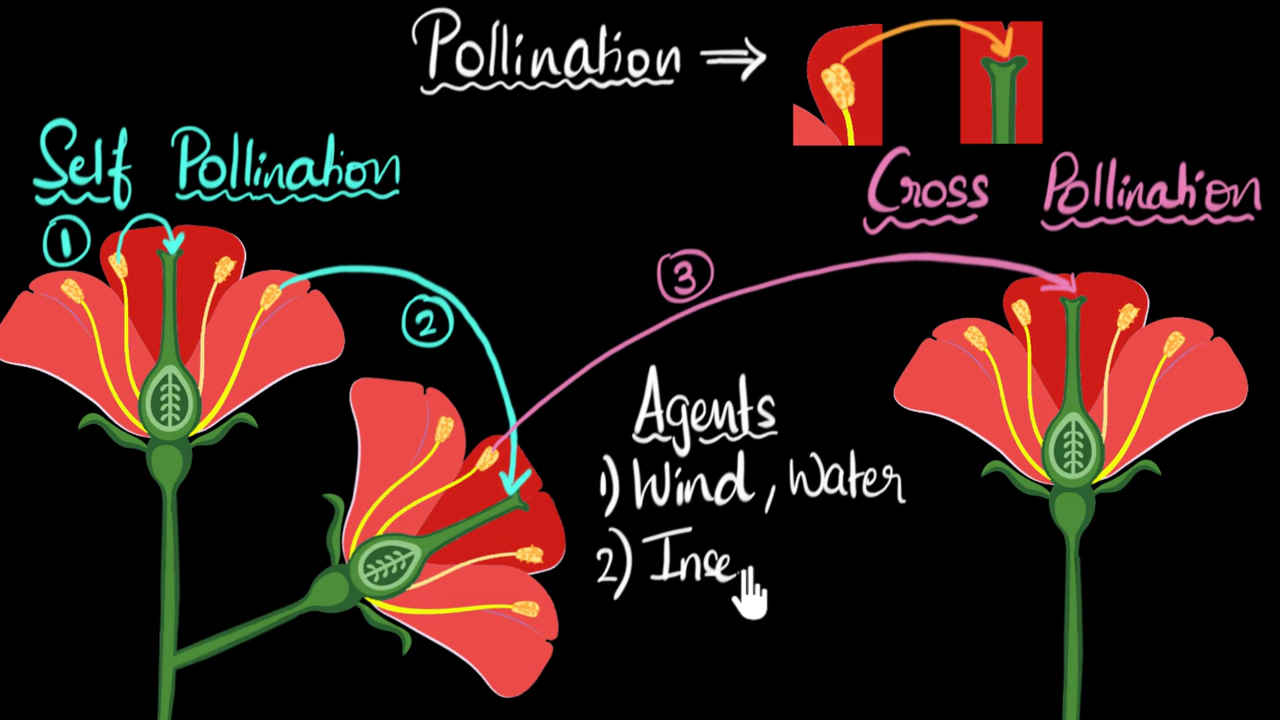 Pollination ⇒
Self Pollination
Cross Pollination
1
2
3
Agents
1) Wind, Water
2) Inse